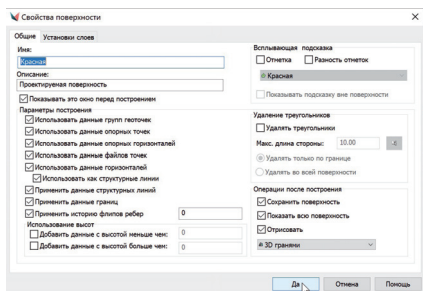 Свойства поверхности
Общие
Установки слоев
Имя:
Красная
Описание:
Проектируемая поверхность
Показывать это окно перед построением
Параметры построения
Использовать данные групп геоточек
Использовать данные опорных точек
Использовать данные опорных горизонталей
Использовать данные файлов точек
Использовать данные горизонталей
Использовать как структурные линии
Применить данные структурных линий
Применить данные границ
Применить историю флипов ребер
0
Использование высот
Добавить данные с высотой меньше чем:
0
Добавить данные с высотой больше чем:
0
Всплывающая подсказка
Отметка
Разность отметок
Красная
Показывать подсказку вне поверхности
Удаление треугольников
Удалять треугольники
Макс. длина стороны:
10.00
Удалять только по границе
Удалять во всей поверхности
Операции после построения
Сохранить поверхность
Показать всю поверхность
Отрисовать
3D гранями
Да
Отмена
Помощь